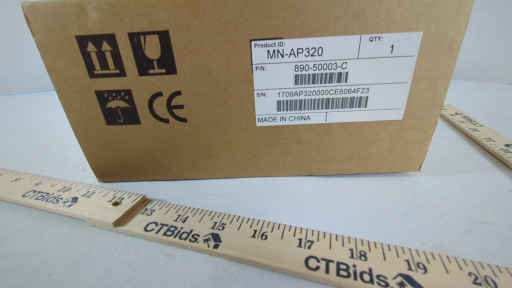 Product ID:
MN-AP320
QTY:
1
P/N:
890-50003-C
S/N:
1709AP320000CE6064F23
MADE IN CHINA
CE
CTBids.
13 14 15 16 17 18 19 20
CTBids.
CTBids.